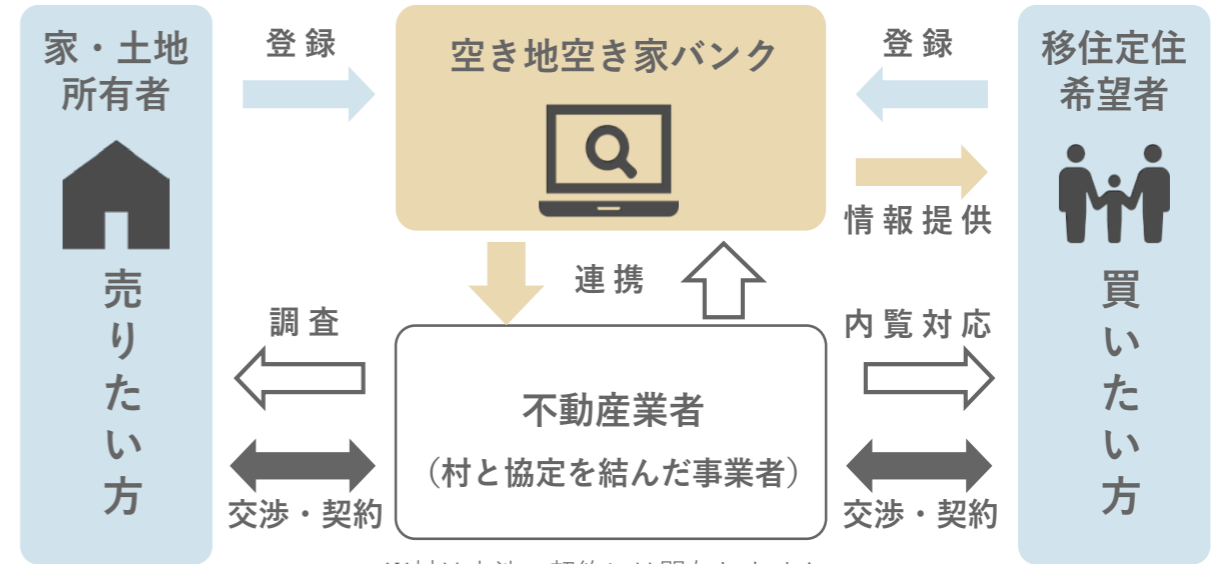 家・土地
所有者
売りたい方
登録
空き地空き家バンク
登録
情報提供
移住定住
希望者
買いたい方
連携
調査
内覧対応
不動産業者
（村と協定を結んだ事業者）
交渉・契約
交渉・契約